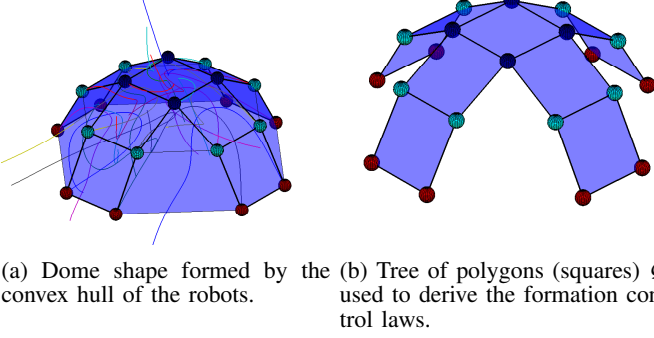 (a) Dome shape formed by the
convex hull of the robots.
(b) Tree of polygons (squares)
used to derive the formation con-
trol laws.